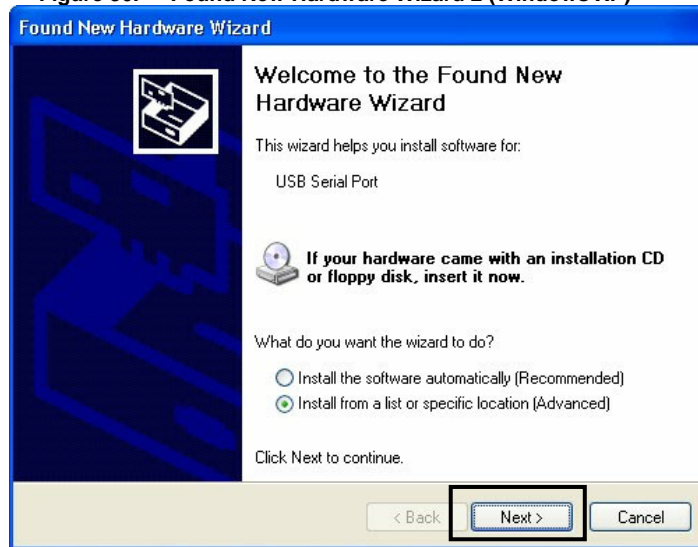 Found New Hardware Wizard
Welcome to the Found New
Hardware Wizard
This wizard helps you install software for:
USB Serial Port
If your hardware came with an installation CD
or floppy disk, insert it now.
What do you want the wizard to do?
Install the software automatically (Recommended)
Install from a list or specific location (Advanced)
Click Next to continue.
< Back
Next >
Cancel